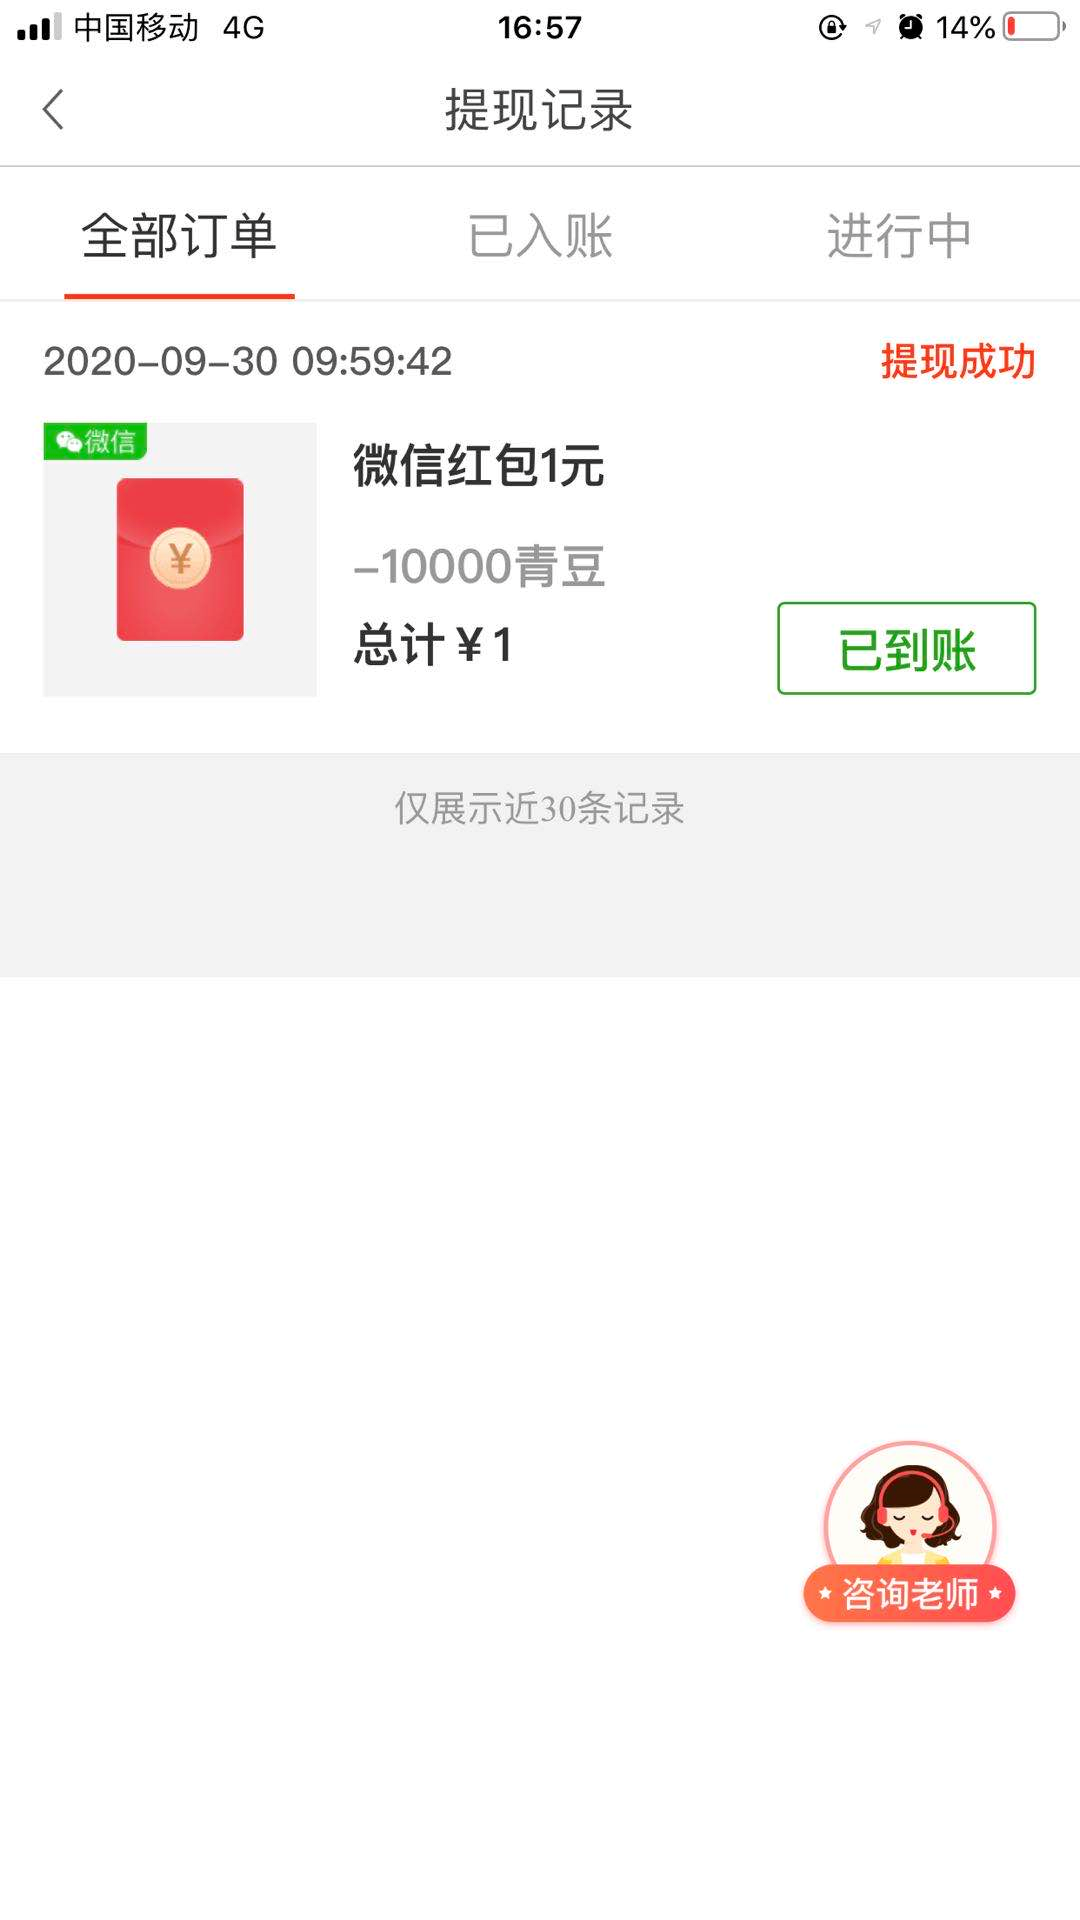 中国移动 4G 16:57 14%
提现记录
全部订单 已入账 进行中
2020-09-30 09:59:42 提现成功
微信
微信红包1元
¥
-10000青豆
总计¥1
已到账
仅展示近30条记录
咨询老师